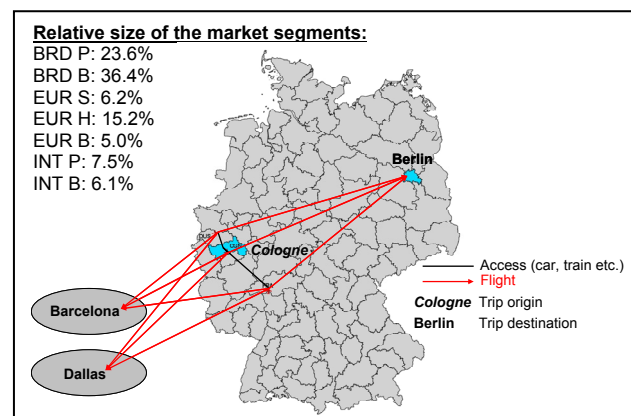 Relative size of the market segments:
BRD P: 23.6%
BRD B: 36.4%
EUR S: 6.2%
EUR H: 15.2%
EUR B: 5.0%
INT P: 7.5%
INT B: 6.1%
Berlin
DUS
Cologne
Access (car, train etc.)
Flight
Cologne Trip origin
Berlin Trip destination
Barcelona
Dallas